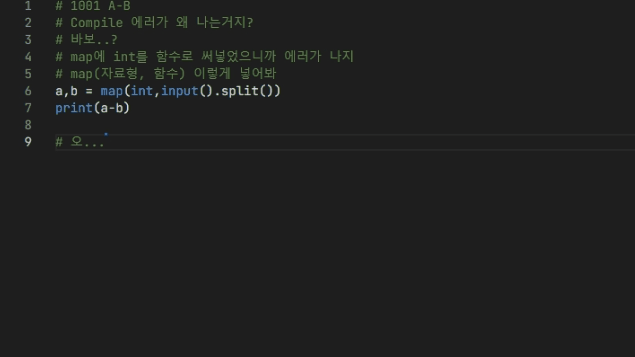 1 # 1001 A-B
2 # Compile 에러가 왜 나는거지?
3 # 바보..?
4 # map에 int를 함수로 써넣었으니까 에러가 나지
5 # map(자료형, 함수) 이렇게 넣어봐
6 a,b = map(int,input().split())
7 print(a-b)
8
9 # 오...